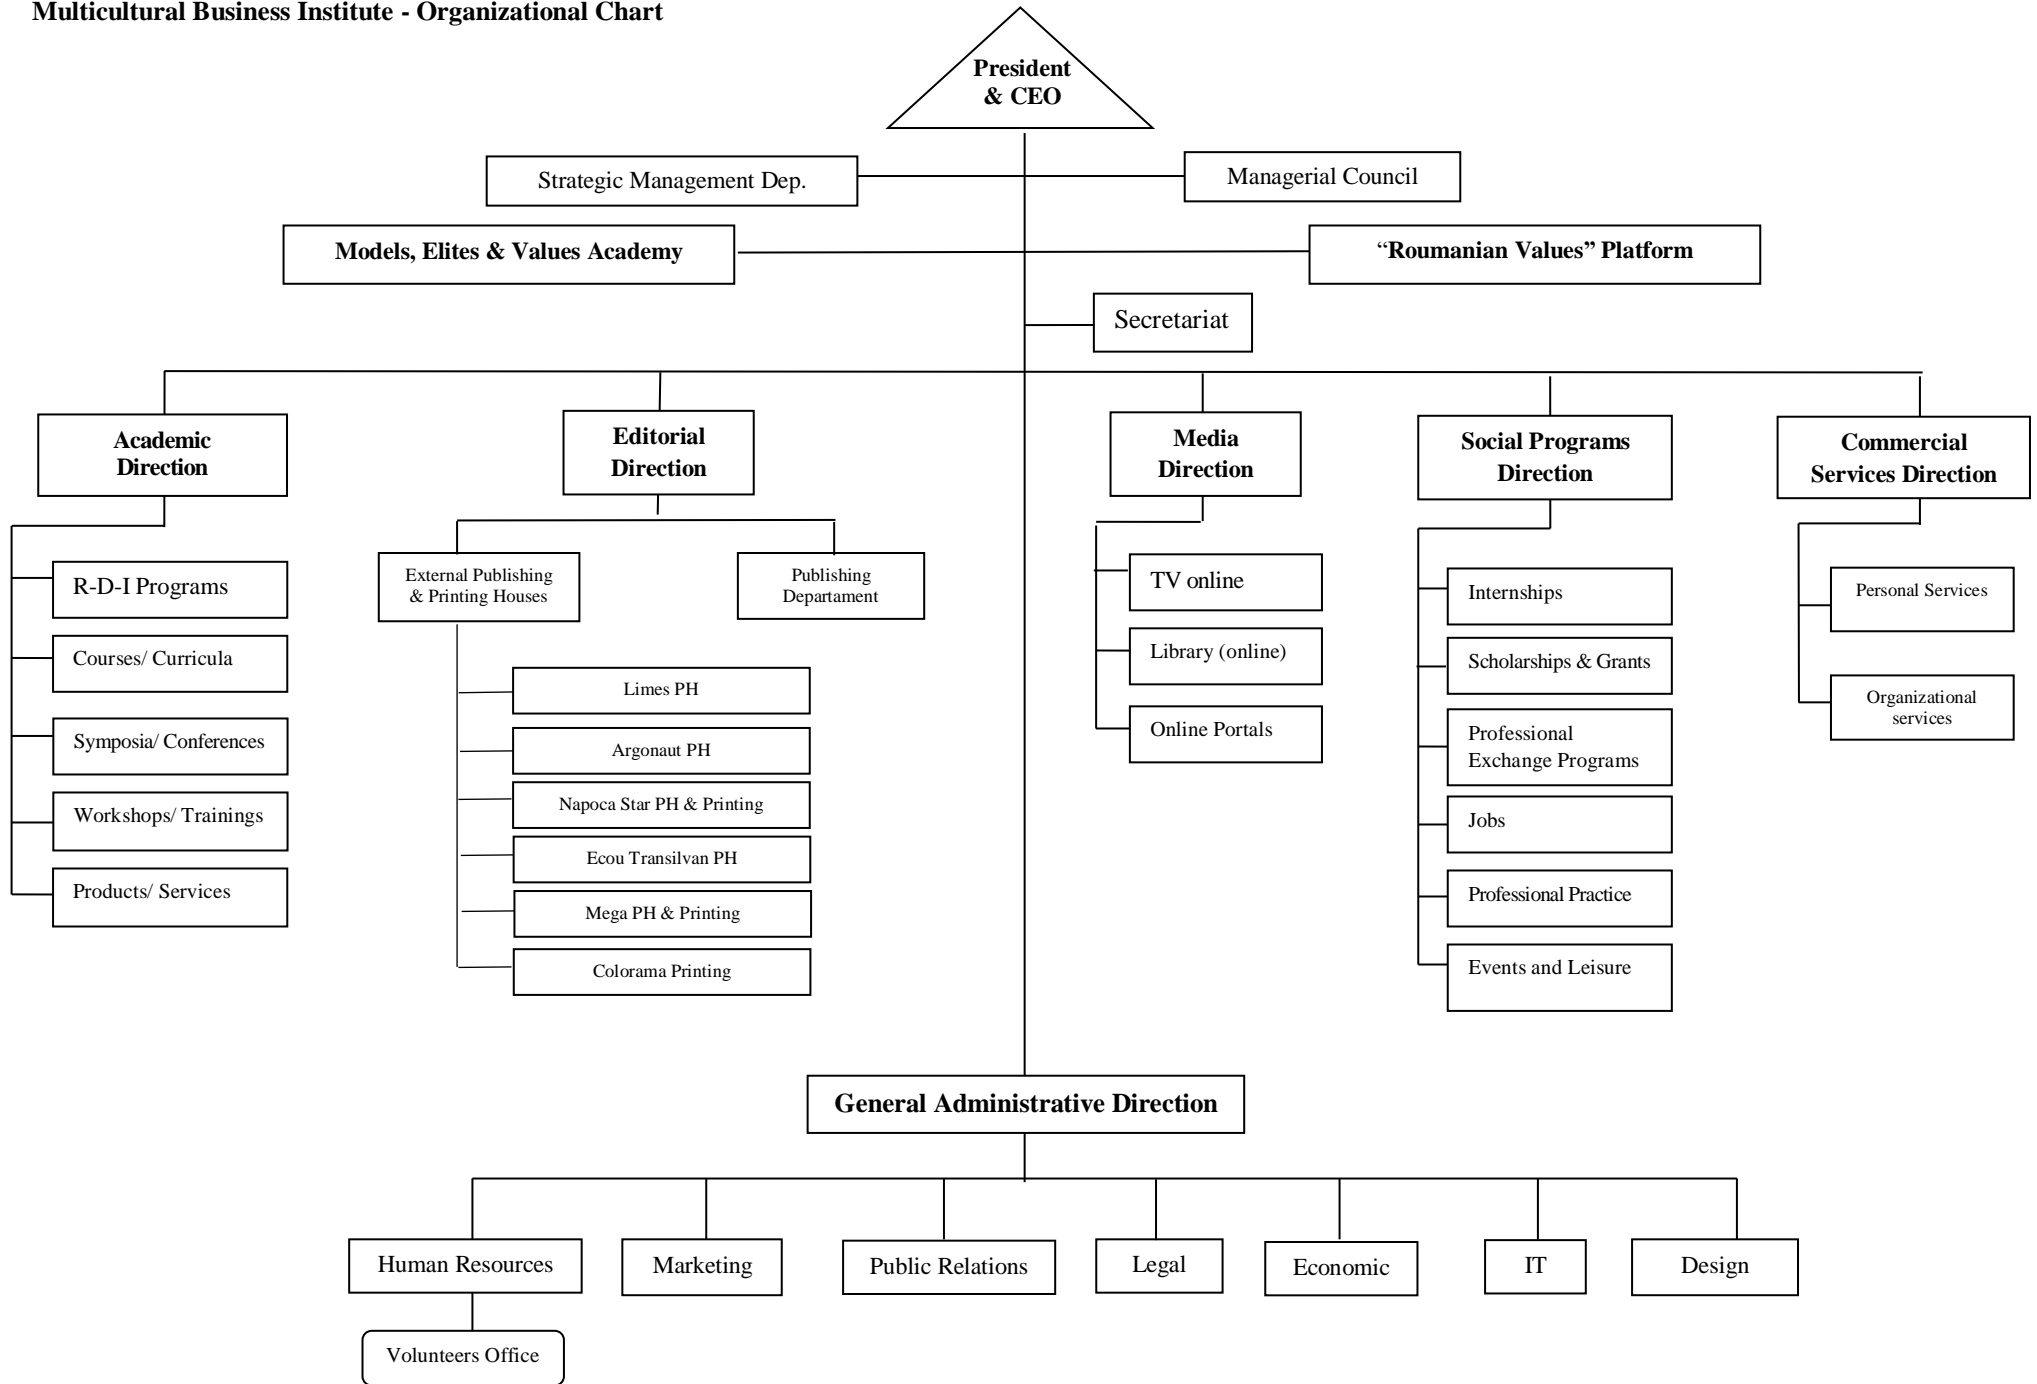 Multicultural Business Institute - Organizational Chart
President
& CEO
Strategic Management Dep.
Managerial Council
Models, Elites & Values Academy
“Roumanian Values” Platform
Secretariat
Academic
Direction
Editorial
Direction
Media
Direction
Social Programs
Direction
Commercial
Services Direction
R-D-I Programs
Courses/ Curricula
Symposia/ Conferences
Workshops/ Trainings
Products/ Services
External Publishing
& Printing Houses
Publishing
Departament
Limes PH
Argonaut PH
Napoca Star PH & Printing
Ecou Transilvan PH
Mega PH & Printing
Colorama Printing
TV online
Library (online)
Online Portals
Internships
Scholarships & Grants
Professional
Exchange Programs
Jobs
Professional Practice
Events and Leisure
Personal Services
Organizational
services
General Administrative Direction
Human Resources
Marketing
Public Relations
Legal
Economic
IT
Design
Volunteers Office